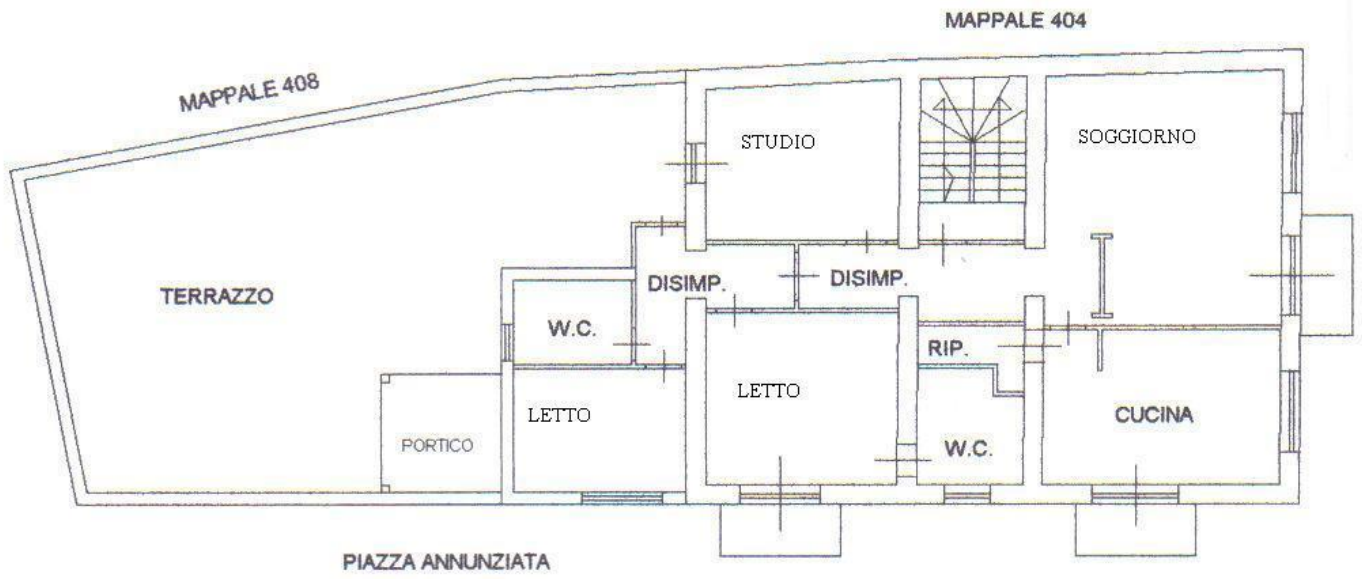 MAPPALE 404
MAPPALE 408
STUDIO
SOGGIORNO
TERRAZZO
DISIMP.
DISIMP.
W.C.
RIP.
LETTO
LETTO
CUCINA
PORTICO
W.C.
PIAZZA ANNUNZIATA